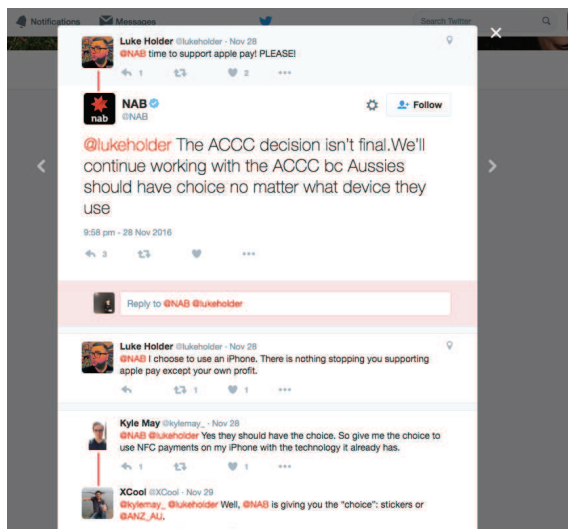 Notifications Messages Search Twitter
Luke Holder @lukeholder · Nov 28
@NAB time to support apple pay! PLEASE!
1 2
nab
NAB
@NAB
Follow
@lukeholder The ACCC decision isn't final.We'll
continue working with the ACCC bc Aussies
should have choice no matter what device they
use
9:58 pm - 28 Nov 2016
3
Reply to @NAB @lukeholder
Luke Holder @lukeholder · Nov 28
@NAB I choose to use an iPhone. There is nothing stopping you supporting
apple pay except your own profit.
1 1
Kyle May @kylemay_ · Nov 28
@NAB @lukeholder Yes they should have the choice. So give me the choice to
use NFC payments on my iPhone with the technology it already has.
1 1
XCool @XCool · Nov 29
@kylemay_ @lukeholder Well, @NAB is giving you the "choice": stickers or
@ANZ_AU.